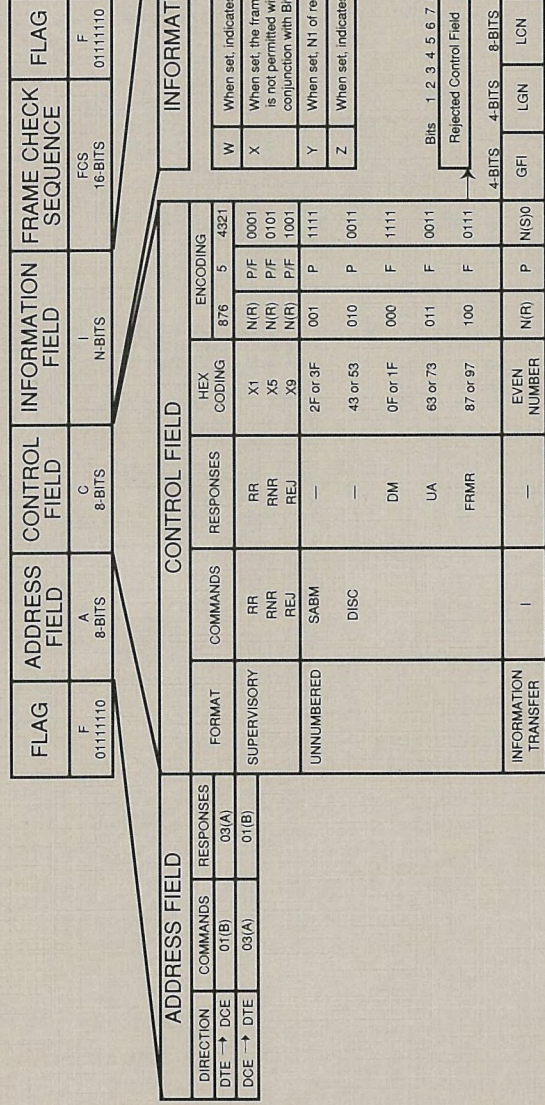 FLAG ADDRESS FIELD CONTROL FIELD INFORMATION FIELD FRAME CHECK SEQUENCE FLAG
F A C I FCS F
01111110 8-BITS 8-BITS N-BITS 16-BITS 01111110
ADDRESS FIELD
DIRECTION COMMANDS RESPONSES
DTE → DCE 01(B) 03(A)
DCE → DTE 03(A) 01(B)
CONTROL FIELD
FORMAT COMMANDS RESPONSES HEX CODING ENCODING
876 5 4321
SUPERVISORY RR RR X1 N(R) P/F 0001
RNR RNR X5 N(R) P/F 0101
REJ REJ X9 N(R) P/F 1001
UNNUMBERED SABM — 2F or 3F 001 P 1111
DISC — 43 or 53 010 P 0011
DM 0F or 1F 000 F 1111
UA 63 or 73 011 F 0011
FRMR 87 or 97 100 F 0111
INFORMATION TRANSFER I — EVEN NUMBER N(R) P N(S)0
INFORMAT
W When set, indicates
X When set, the fram
is not permitted wi
conjunction with Bi
Y When set, N1 of re
Z When set, indicates
Bits 1 2 3 4 5 6 7
Rejected Control Field
4-BITS 4-BITS 8-BITS
GFI LGN LCN